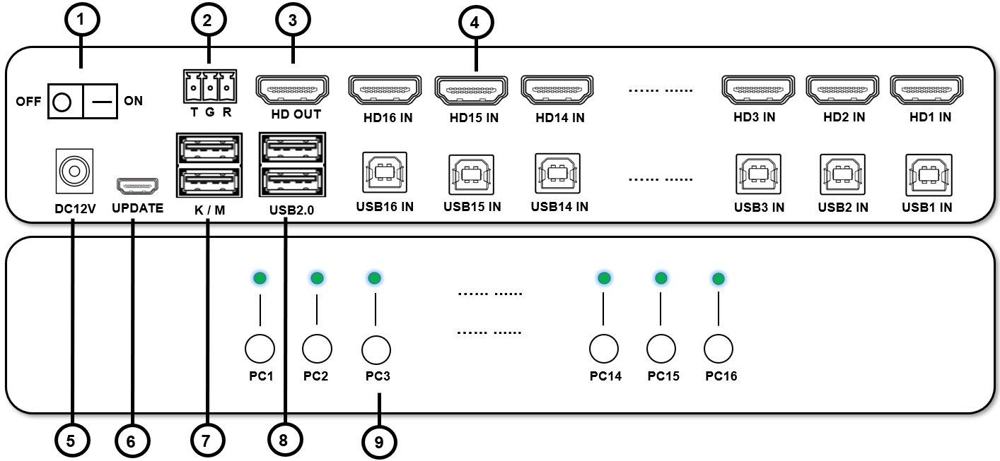 1 2 3 4
OFF ON
T G R
HD OUT HD16 IN HD15 IN HD14 IN ...... ...... HD3 IN HD2 IN HD1 IN
DC12V UPDATE K / M USB2.0 USB16 IN USB15 IN USB14 IN ...... ...... USB3 IN USB2 IN USB1 IN
...... ......
...... ......
PC1 PC2 PC3 PC14 PC15 PC16
5 6 7 8 9